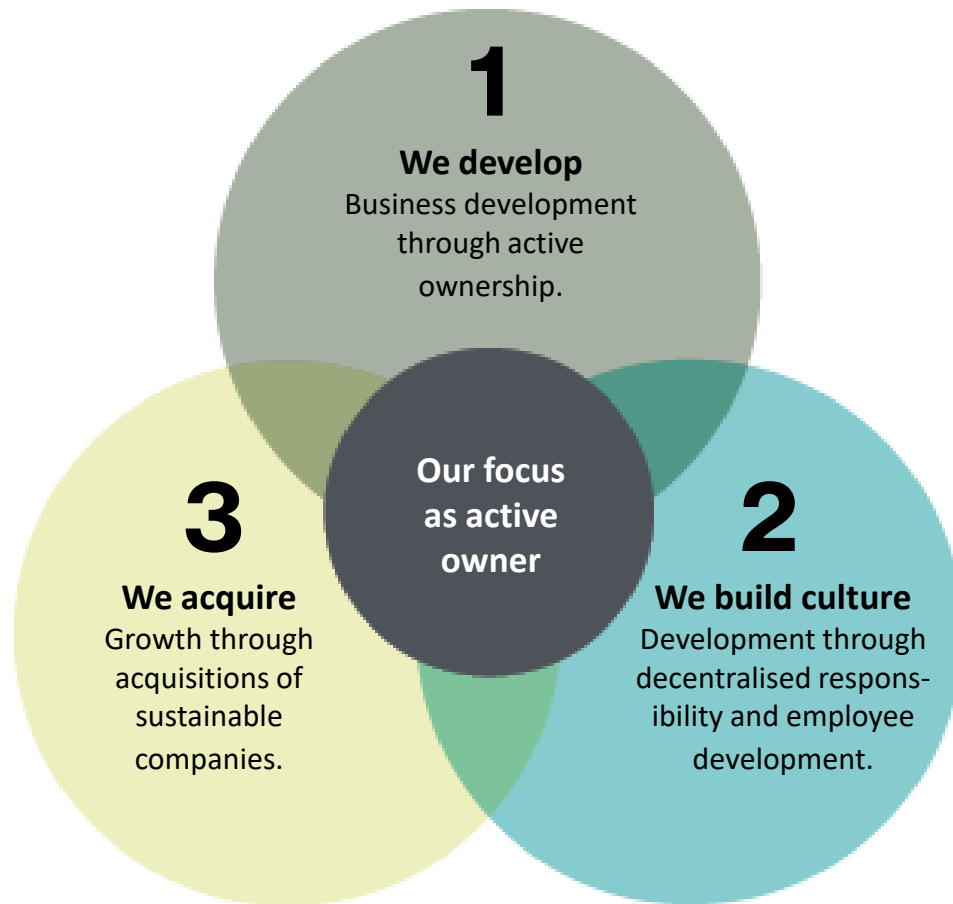 1
We develop
Business development
through active
ownership.
Our focus
as active
owner
2
We build culture
Development through
decentralised respons-
ibility and employee
development.
3
We acquire
Growth through
acquisitions of
sustainable
companies.